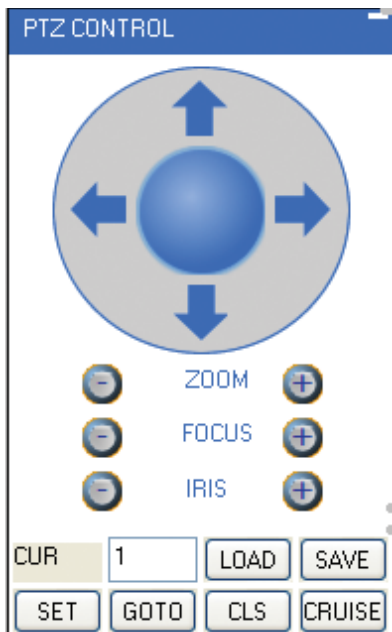 PTZ CONTROL
- ZOOM +
- FOCUS +
- IRIS +
CUR 1 LOAD SAVE
SET GOTO CLS CRUISE